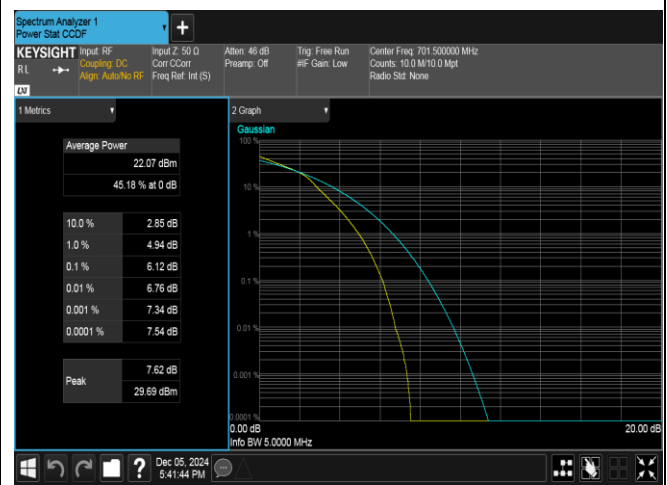 Spectrum Analyzer 1
Power Stat CCDF
+
KEYSIGHT
RL
LXI
Input: RF
Coupling: DC
Align: Auto/No RF
Input Z: 50 Ω
Corr CCorr
Freq Ref: Int (S)
Atten: 46 dB
Preamp: Off
Trig: Free Run
#IF Gain: Low
Center Freq: 701.500000 MHz
Counts: 10.0 M/10.0 Mpt
Radio Std: None
1 Metrics
Average Power
22.07 dBm
45.18 % at 0 dB
10.0 % 2.85 dB
1.0 % 4.94 dB
0.1 % 6.12 dB
0.01 % 6.76 dB
0.001 % 7.34 dB
0.0001 % 7.54 dB
Peak 7.62 dB
29.69 dBm
2 Graph
Gaussian
100 %
10 %
1 %
0.1 %
0.01 %
0.001 %
0.0001 %
0.00 dB 20.00 dB
Info BW 5.0000 MHz
?
Dec 05, 2024
5:41:44 PM